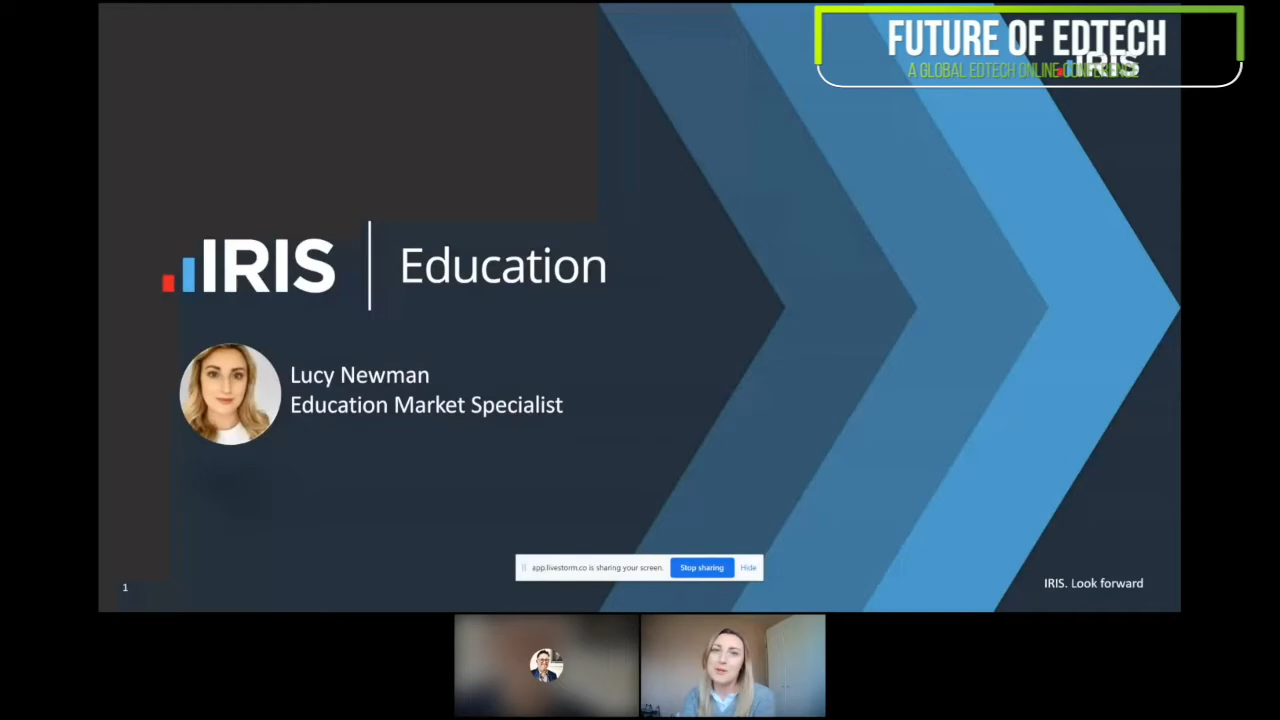 FUTURE OF EDTECH
A GLOBAL EDTECH ONLINE CONFERENCE
IRIS
IRIS
Education
Lucy Newman
Education Market Specialist
app.livestorm.co is sharing your screen.
Stop sharing
Hide
1
IRIS. Look forward